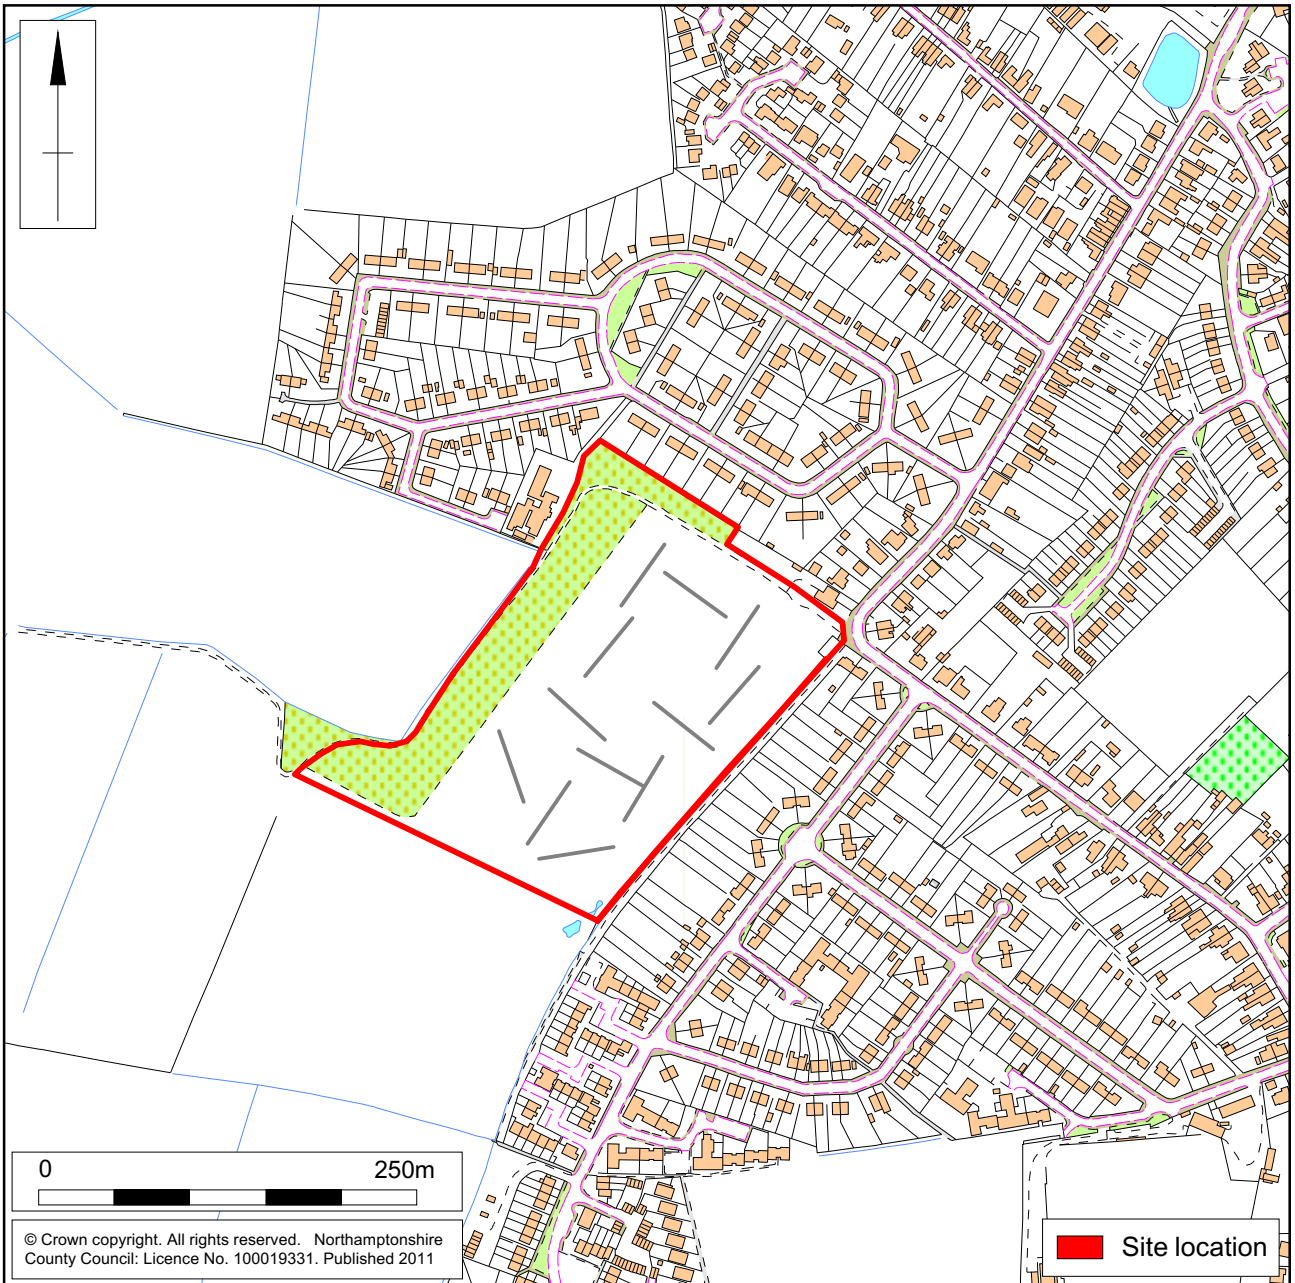 0 250m
© Crown copyright. All rights reserved. Northamptonshire
County Council: Licence No. 100019331. Published 2011
Site location